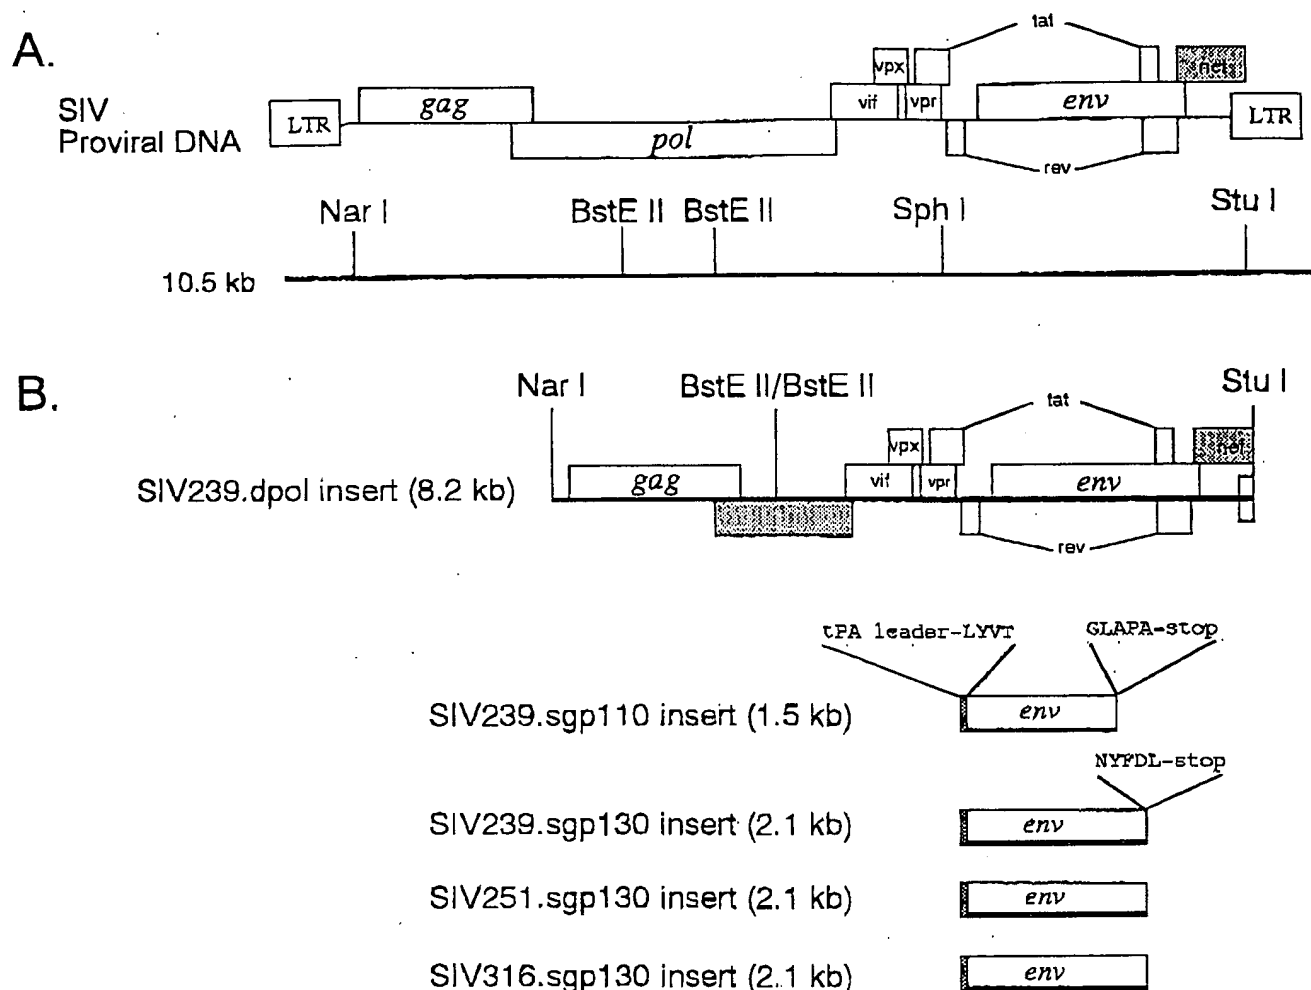 A.
SIV
Proviral DNA
LTR
gag
pol
vif
vpx
vpr
tat
env
rev
nef
LTR
Nar I
BstE II
BstE II
Sph I
Stu I
10.5 kb
B.
Nar I
BstE II/BstE II
Stu I
SIV239.dpol insert (8.2 kb)
gag
vif
vpx
vpr
tat
env
rev
nef
tPA leader-LYVT
GLAPA-stop
SIV239.sgp110 insert (1.5 kb)
env
NYFDL-stop
SIV239.sgp130 insert (2.1 kb)
env
SIV251.sgp130 insert (2.1 kb)
env
SIV316.sgp130 insert (2.1 kb)
env